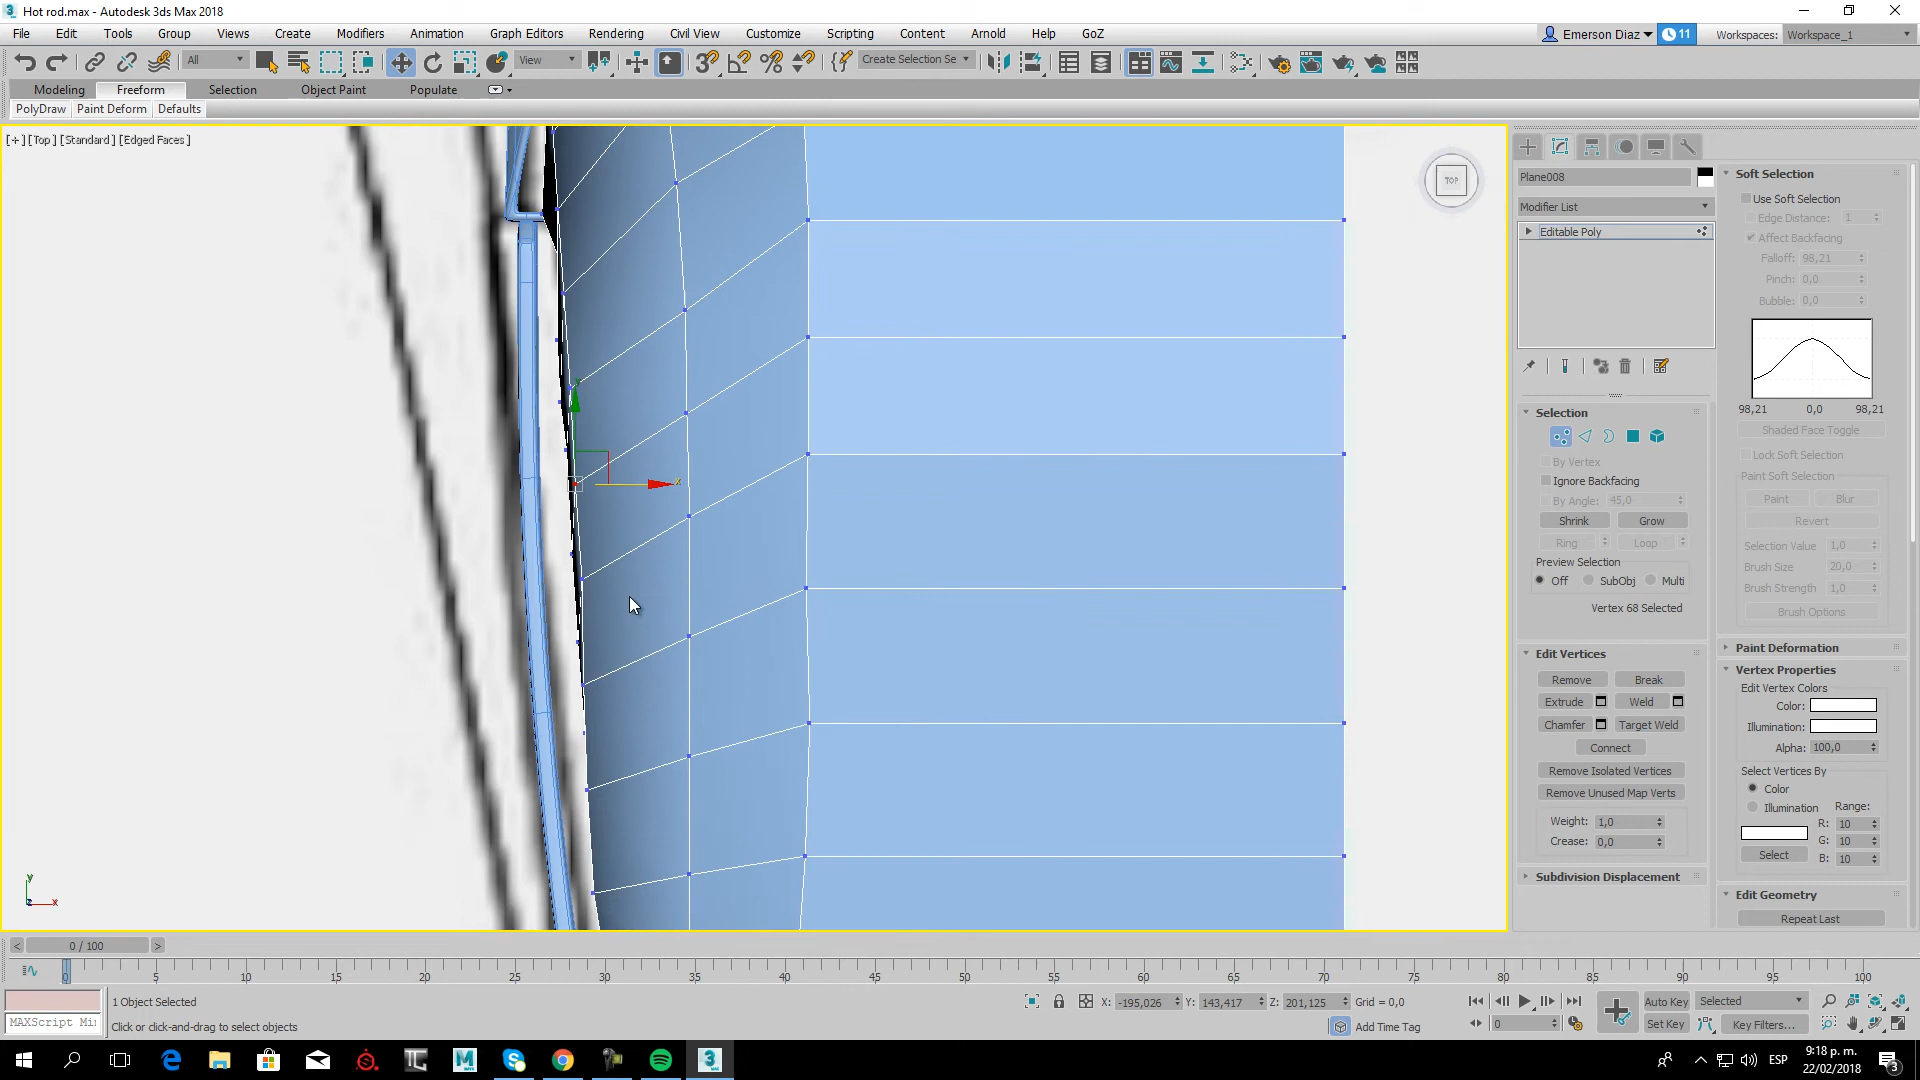 Hot rod.max - Autodesk 3ds Max 2018
File Edit Tools Group Views Create Modifiers Animation Graph Editors Rendering Civil View Customize Scripting Content Arnold Help GoZ
Emerson Diaz 11 Workspaces: Workspace_1
All View Create Selection Se
Modeling Freeform Selection Object Paint Populate
PolyDraw Paint Deform Defaults
[+] [Top] [Standard] [Edged Faces]
TOP
x
y
x
Plane008
Modifier List
Editable Poly
Selection
By Vertex
Ignore Backfacing
By Angle: 45,0
Shrink Grow
Ring Loop
Preview Selection
Off SubObj Multi
Vertex 68 Selected
Edit Vertices
Remove Break
Extrude Weld
Chamfer Target Weld
Connect
Remove Isolated Vertices
Remove Unused Map Verts
Weight: 1,0
Crease: 0,0
Subdivision Displacement
Soft Selection
Use Soft Selection
Edge Distance: 1
Affect Backfacing
Falloff: 98,21
Pinch: 0,0
Bubble: 0,0
98,21 0,0 98,21
Shaded Face Toggle
Lock Soft Selection
Paint Soft Selection
Paint Blur
Revert
Selection Value 1,0
Brush Size 20,0
Brush Strength 1,0
Brush Options
Paint Deformation
Vertex Properties
Edit Vertex Colors
Color:
Illumination:
Alpha: 100,0
Select Vertices By
Color
Illumination Range:
R: 10
G: 10
Select B: 10
Edit Geometry
Repeat Last
< 0 / 100 >
0 5 10 15 20 25 30 35 40 45 50 55 60 65 70 75 80 85 90 95 100
1 Object Selected X: -195,026 Y: 143,417 Z: 201,125 Grid = 0,0 Auto Key Selected
MAXScript Mi Click or click-and-drag to select objects Add Time Tag 0 Set Key Key Filters...
ESP 9:18 p. m.
22/02/2018 3